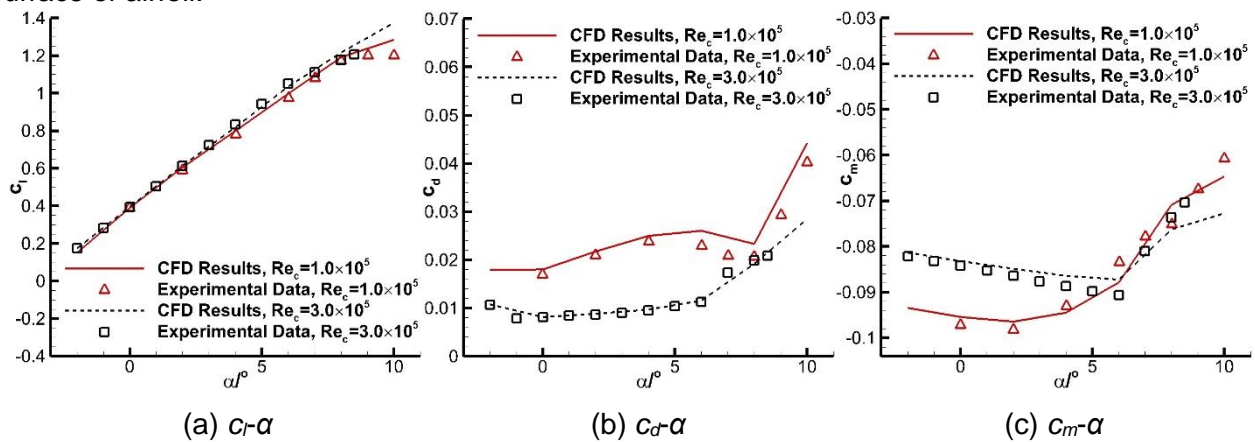 urface of airfoil.
1.4
1.2
1
0.8
0.6
0.4
0.2
0
-0.2
-0.4
c_l
CFD Results, Re_c=1.0×10^5
Experimental Data, Re_c=1.0×10^5
CFD Results, Re_c=3.0×10^5
Experimental Data, Re_c=3.0×10^5
0
5
10
α/°
(a) c_l-α
0.07
0.06
0.05
0.04
0.03
0.02
0.01
0
c_d
CFD Results, Re_c=1.0×10^5
Experimental Data, Re_c=1.0×10^5
CFD Results, Re_c=3.0×10^5
Experimental Data, Re_c=3.0×10^5
0
5
10
α/°
(b) c_d-α
-0.03
-0.04
-0.05
-0.06
-0.07
-0.08
-0.09
-0.1
c_m
CFD Results, Re_c=1.0×10^5
Experimental Data, Re_c=1.0×10^5
CFD Results, Re_c=3.0×10^5
Experimental Data, Re_c=3.0×10^5
0
5
10
α/°
(c) c_m-α